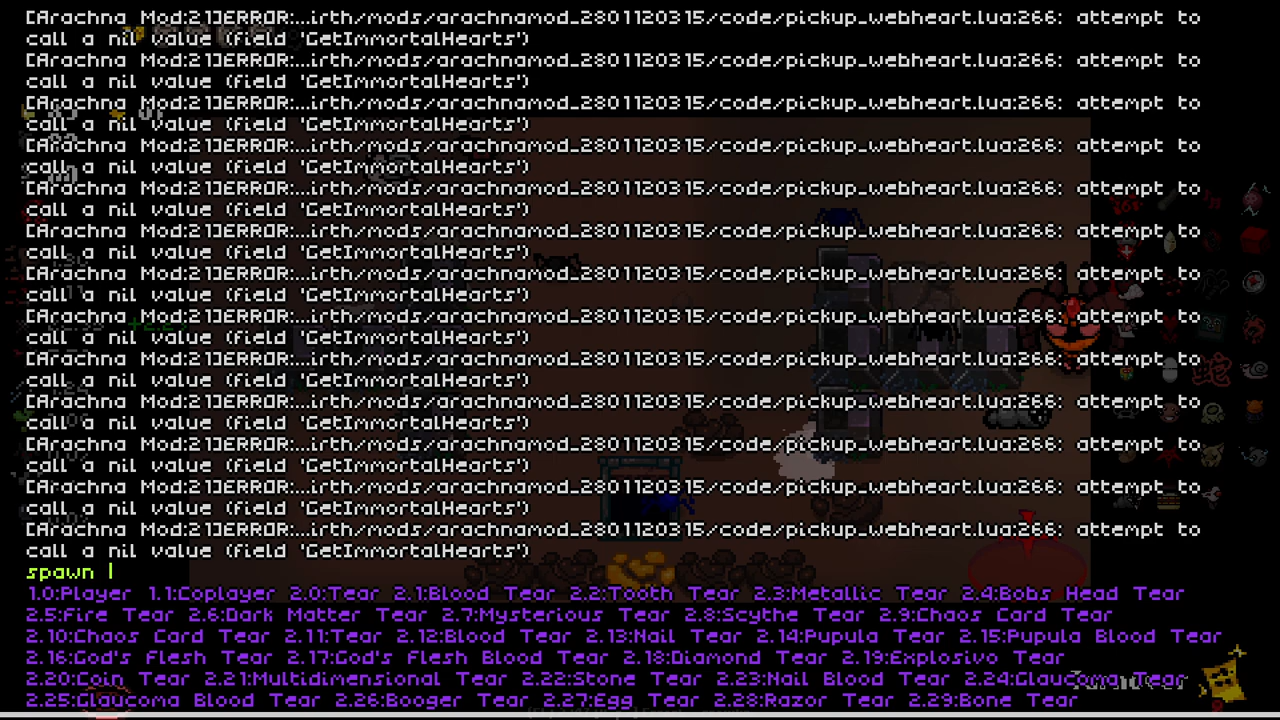 [Arachna Mod:21]ERROR:...irth/mods/arachnamod_2801120315/code/pickup_webheart.lua:266: attempt to
call a nil value (field 'GetImmortalHearts')
[Arachna Mod:21]ERROR:...irth/mods/arachnamod_2801120315/code/pickup_webheart.lua:266: attempt to
call a nil value (field 'GetImmortalHearts')
[Arachna Mod:21]ERROR:...irth/mods/arachnamod_2801120315/code/pickup_webheart.lua:266: attempt to
call a nil value (field 'GetImmortalHearts')
[Arachna Mod:21]ERROR:...irth/mods/arachnamod_2801120315/code/pickup_webheart.lua:266: attempt to
call a nil value (field 'GetImmortalHearts')
[Arachna Mod:21]ERROR:...irth/mods/arachnamod_2801120315/code/pickup_webheart.lua:266: attempt to
call a nil value (field 'GetImmortalHearts')
[Arachna Mod:21]ERROR:...irth/mods/arachnamod_2801120315/code/pickup_webheart.lua:266: attempt to
call a nil value (field 'GetImmortalHearts')
[Arachna Mod:21]ERROR:...irth/mods/arachnamod_2801120315/code/pickup_webheart.lua:266: attempt to
call a nil value (field 'GetImmortalHearts')
[Arachna Mod:21]ERROR:...irth/mods/arachnamod_2801120315/code/pickup_webheart.lua:266: attempt to
call a nil value (field 'GetImmortalHearts')
[Arachna Mod:21]ERROR:...irth/mods/arachnamod_2801120315/code/pickup_webheart.lua:266: attempt to
call a nil value (field 'GetImmortalHearts')
[Arachna Mod:21]ERROR:...irth/mods/arachnamod_2801120315/code/pickup_webheart.lua:266: attempt to
call a nil value (field 'GetImmortalHearts')
[Arachna Mod:21]ERROR:...irth/mods/arachnamod_2801120315/code/pickup_webheart.lua:266: attempt to
call a nil value (field 'GetImmortalHearts')
[Arachna Mod:21]ERROR:...irth/mods/arachnamod_2801120315/code/pickup_webheart.lua:266: attempt to
call a nil value (field 'GetImmortalHearts')
[Arachna Mod:21]ERROR:...irth/mods/arachnamod_2801120315/code/pickup_webheart.lua:266: attempt to
call a nil value (field 'GetImmortalHearts')
spawn |
1.0:Player 1.1:Coplayer 2.0:Tear 2.1:Blood Tear 2.2:Tooth Tear 2.3:Metallic Tear 2.4:Bobs Head Tear
2.5:Fire Tear 2.6:Dark Matter Tear 2.7:Mysterious Tear 2.8:Scythe Tear 2.9:Chaos Card Tear
2.10:Chaos Card Tear 2.11:Tear 2.12:Blood Tear 2.13:Nail Tear 2.14:Pupula Tear 2.15:Pupula Blood Tear
2.16:God's Flesh Tear 2.17:God's Flesh Blood Tear 2.18:Diamond Tear 2.19:Explosivo Tear
2.20:Coin Tear 2.21:Multidimensional Tear 2.22:Stone Tear 2.23:Nail Blood Tear 2.24:Glaucoma Tear
2.25:Glaucoma Blood Tear 2.26:Booger Tear 2.27:Egg Tear 2.28:Razor Tear 2.29:Bone Tear